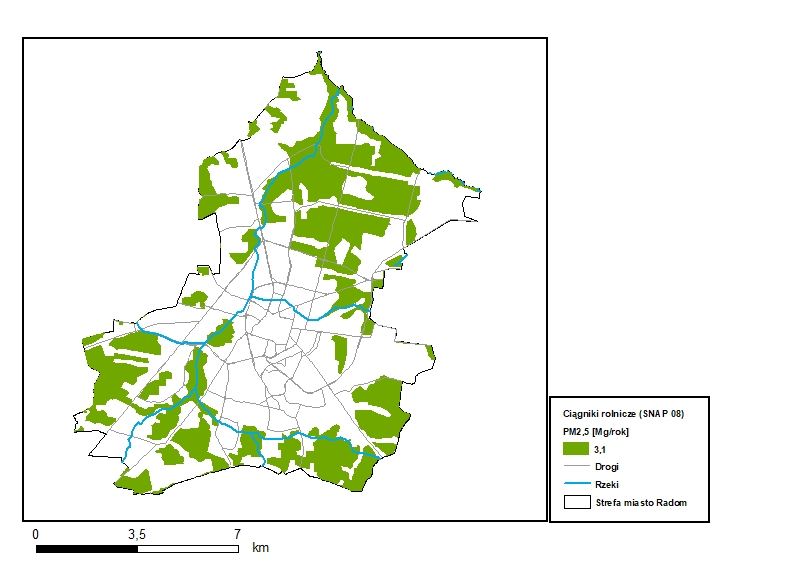 Ciągniki rolnicze (SNAP 08)
PM2,5 [Mg/rok]
3,1
Drogi
Rzeki
Strefa miasto Radom
0 3,5 7
km